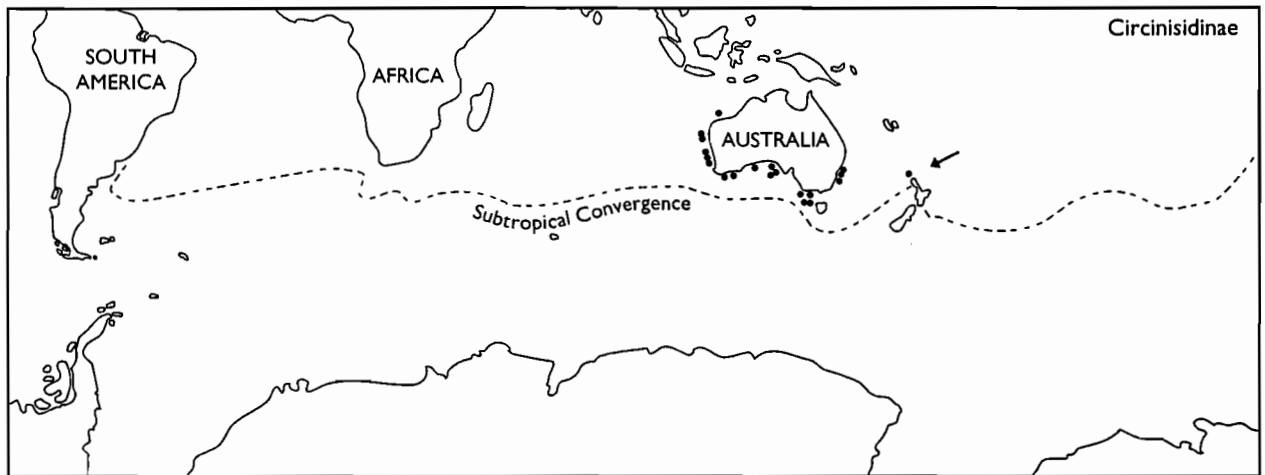 Circinisidinae
SOUTH
AMERICA
AFRICA
AUSTRALIA
Subtropical Convergence